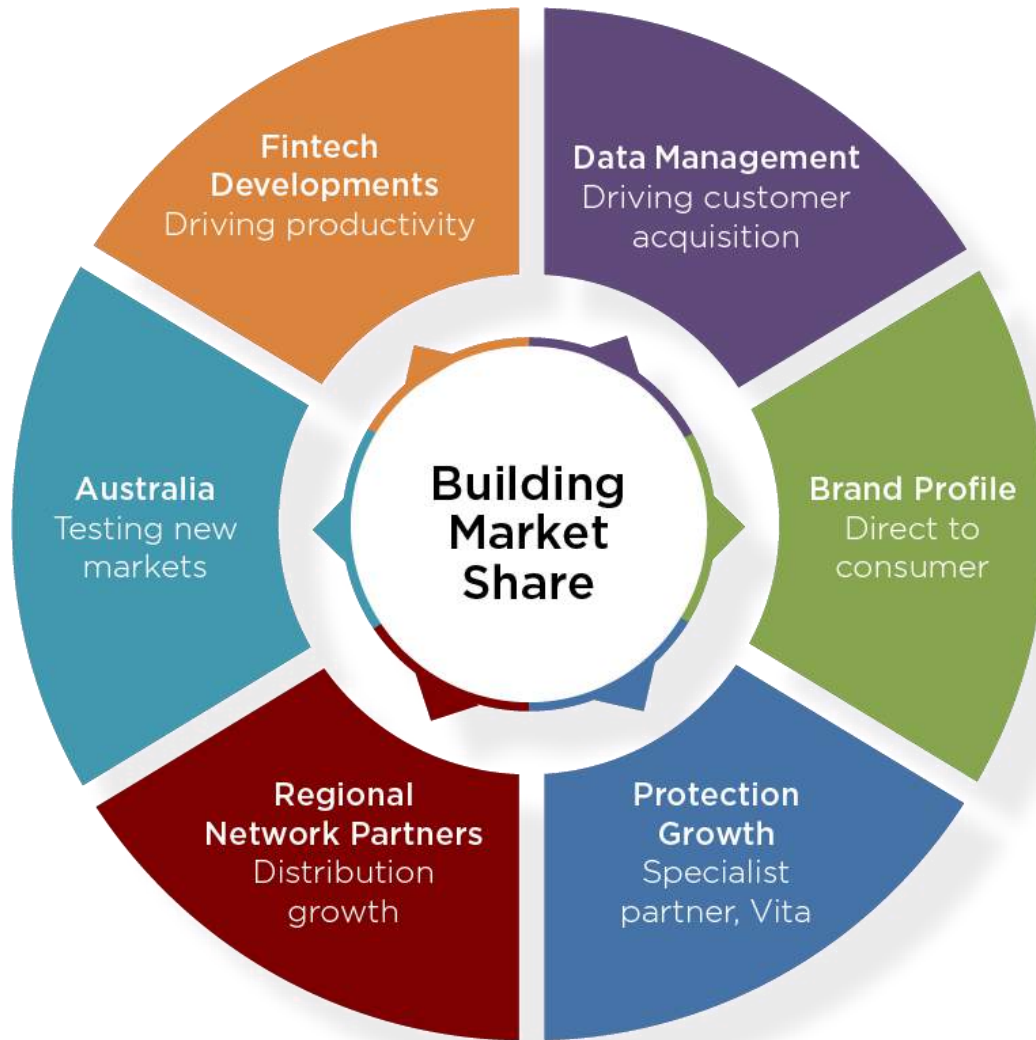 Fintech
Developments
Driving productivity
Data Management
Driving customer
acquisition
Australia
Testing new
markets
Building
Market
Share
Brand Profile
Direct to
consumer
Regional
Network Partners
Distribution
growth
Protection
Growth
Specialist
partner, Vita